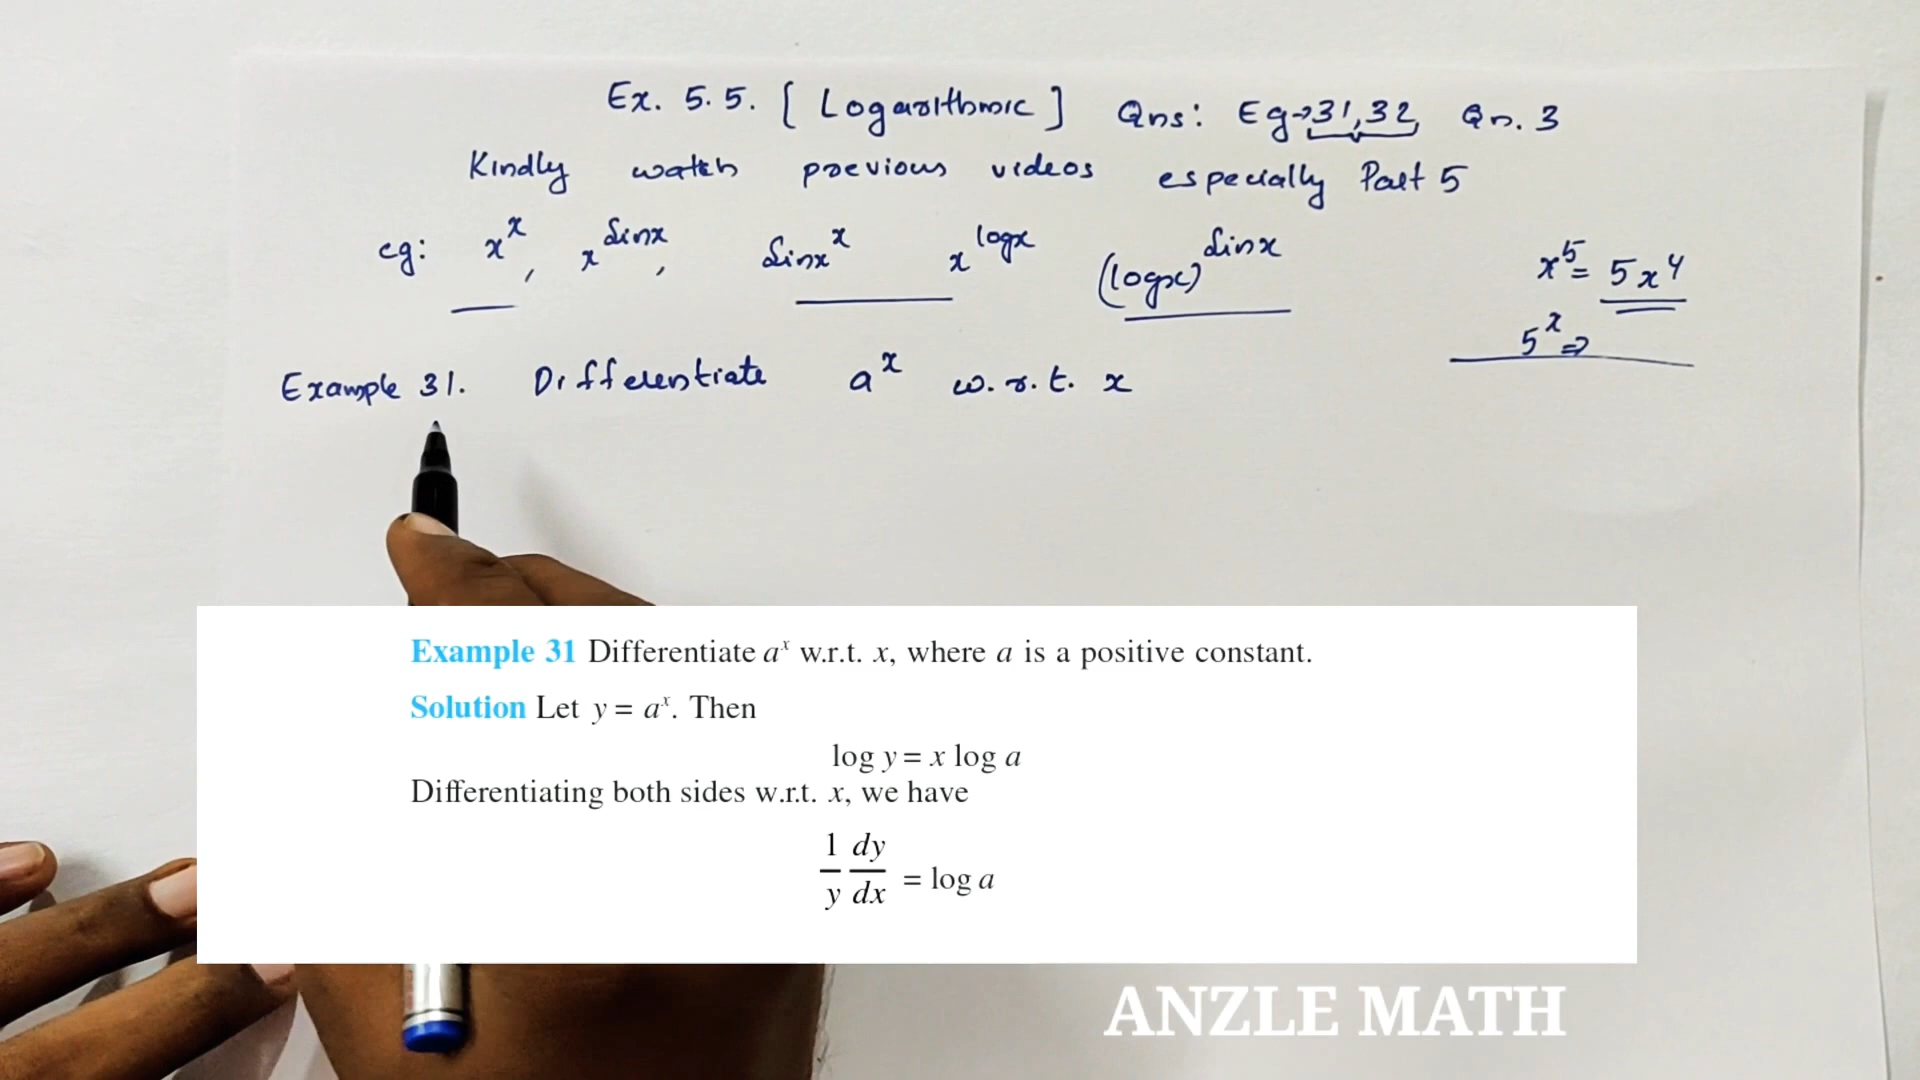 Ex. 5.5. [Logarithmic] Qns: Eg→31,32, Qn. 3
Kindly watch previous videos especially Part 5
eg: x^x, x^sinx, sinx^x x^logx (logx)^sinx
x^5 = 5x^4
5^x ⇒
Example 31. Differentiate a^x w.r.t. x
Example 31 Differentiate a^x w.r.t. x, where a is a positive constant.
Solution Let y = a^x. Then
log y = x log a
Differentiating both sides w.r.t. x, we have
1/y dy/dx = log a
ANZLE MATH